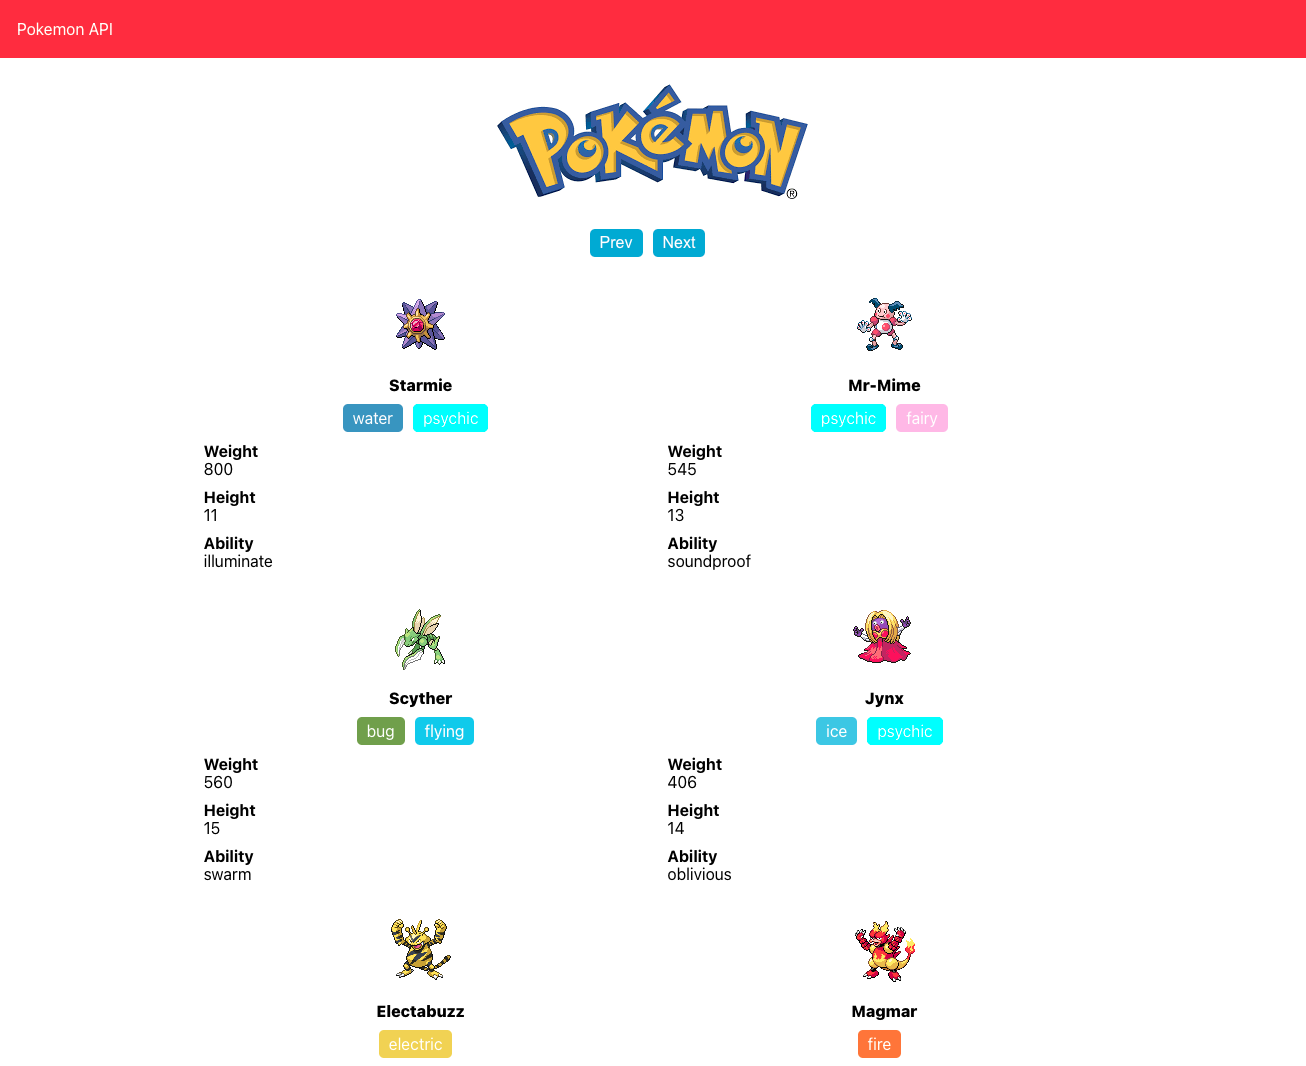 Pokemon API
POKéMON
®
Prev Next
Starmie
water psychic
Weight
800
Height
11
Ability
illuminate
Mr-Mime
psychic fairy
Weight
545
Height
13
Ability
soundproof
Scyther
bug flying
Weight
560
Height
15
Ability
swarm
Jynx
ice psychic
Weight
406
Height
14
Ability
oblivious
Electabuzz
electric
Magmar
fire